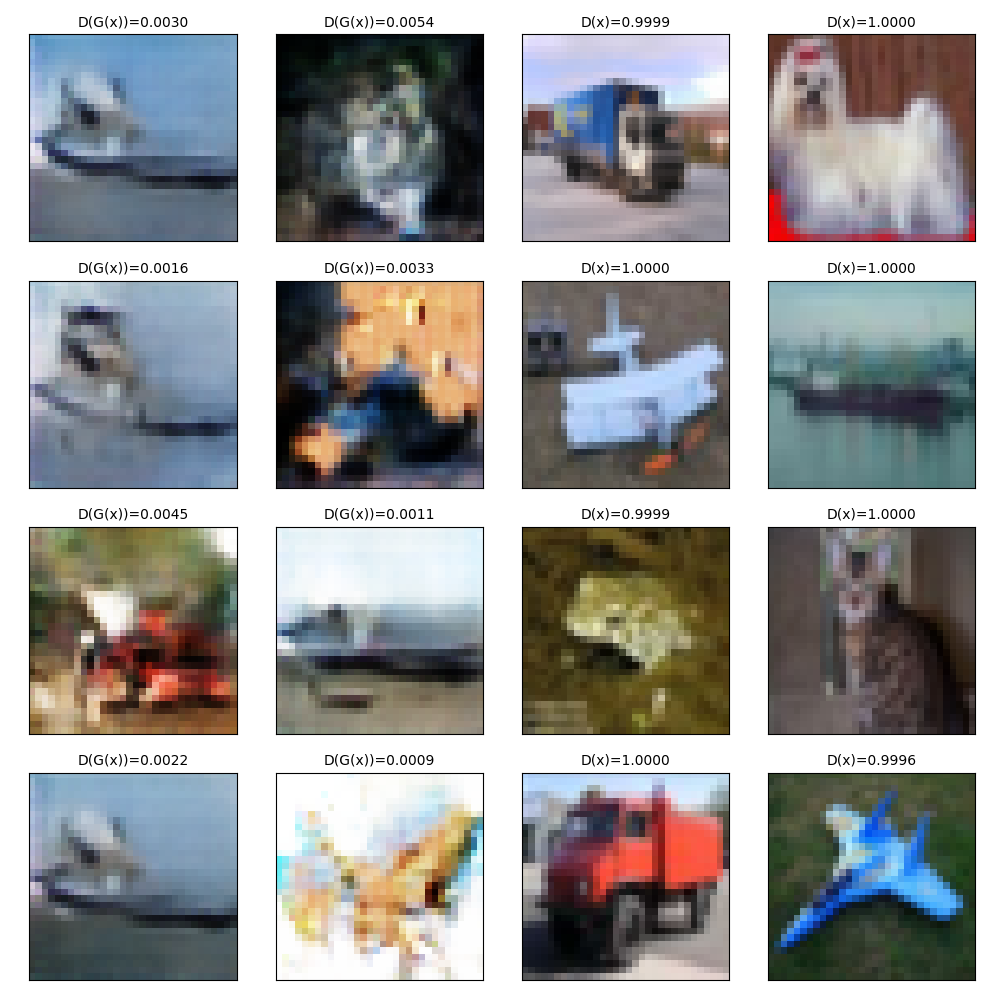 D(G(x))=0.0030 D(G(x))=0.0054 D(x)=0.9999 D(x)=1.0000
D(G(x))=0.0016 D(G(x))=0.0033 D(x)=1.0000 D(x)=1.0000
D(G(x))=0.0045 D(G(x))=0.0011 D(x)=0.9999 D(x)=1.0000
D(G(x))=0.0022 D(G(x))=0.0009 D(x)=1.0000 D(x)=0.9996